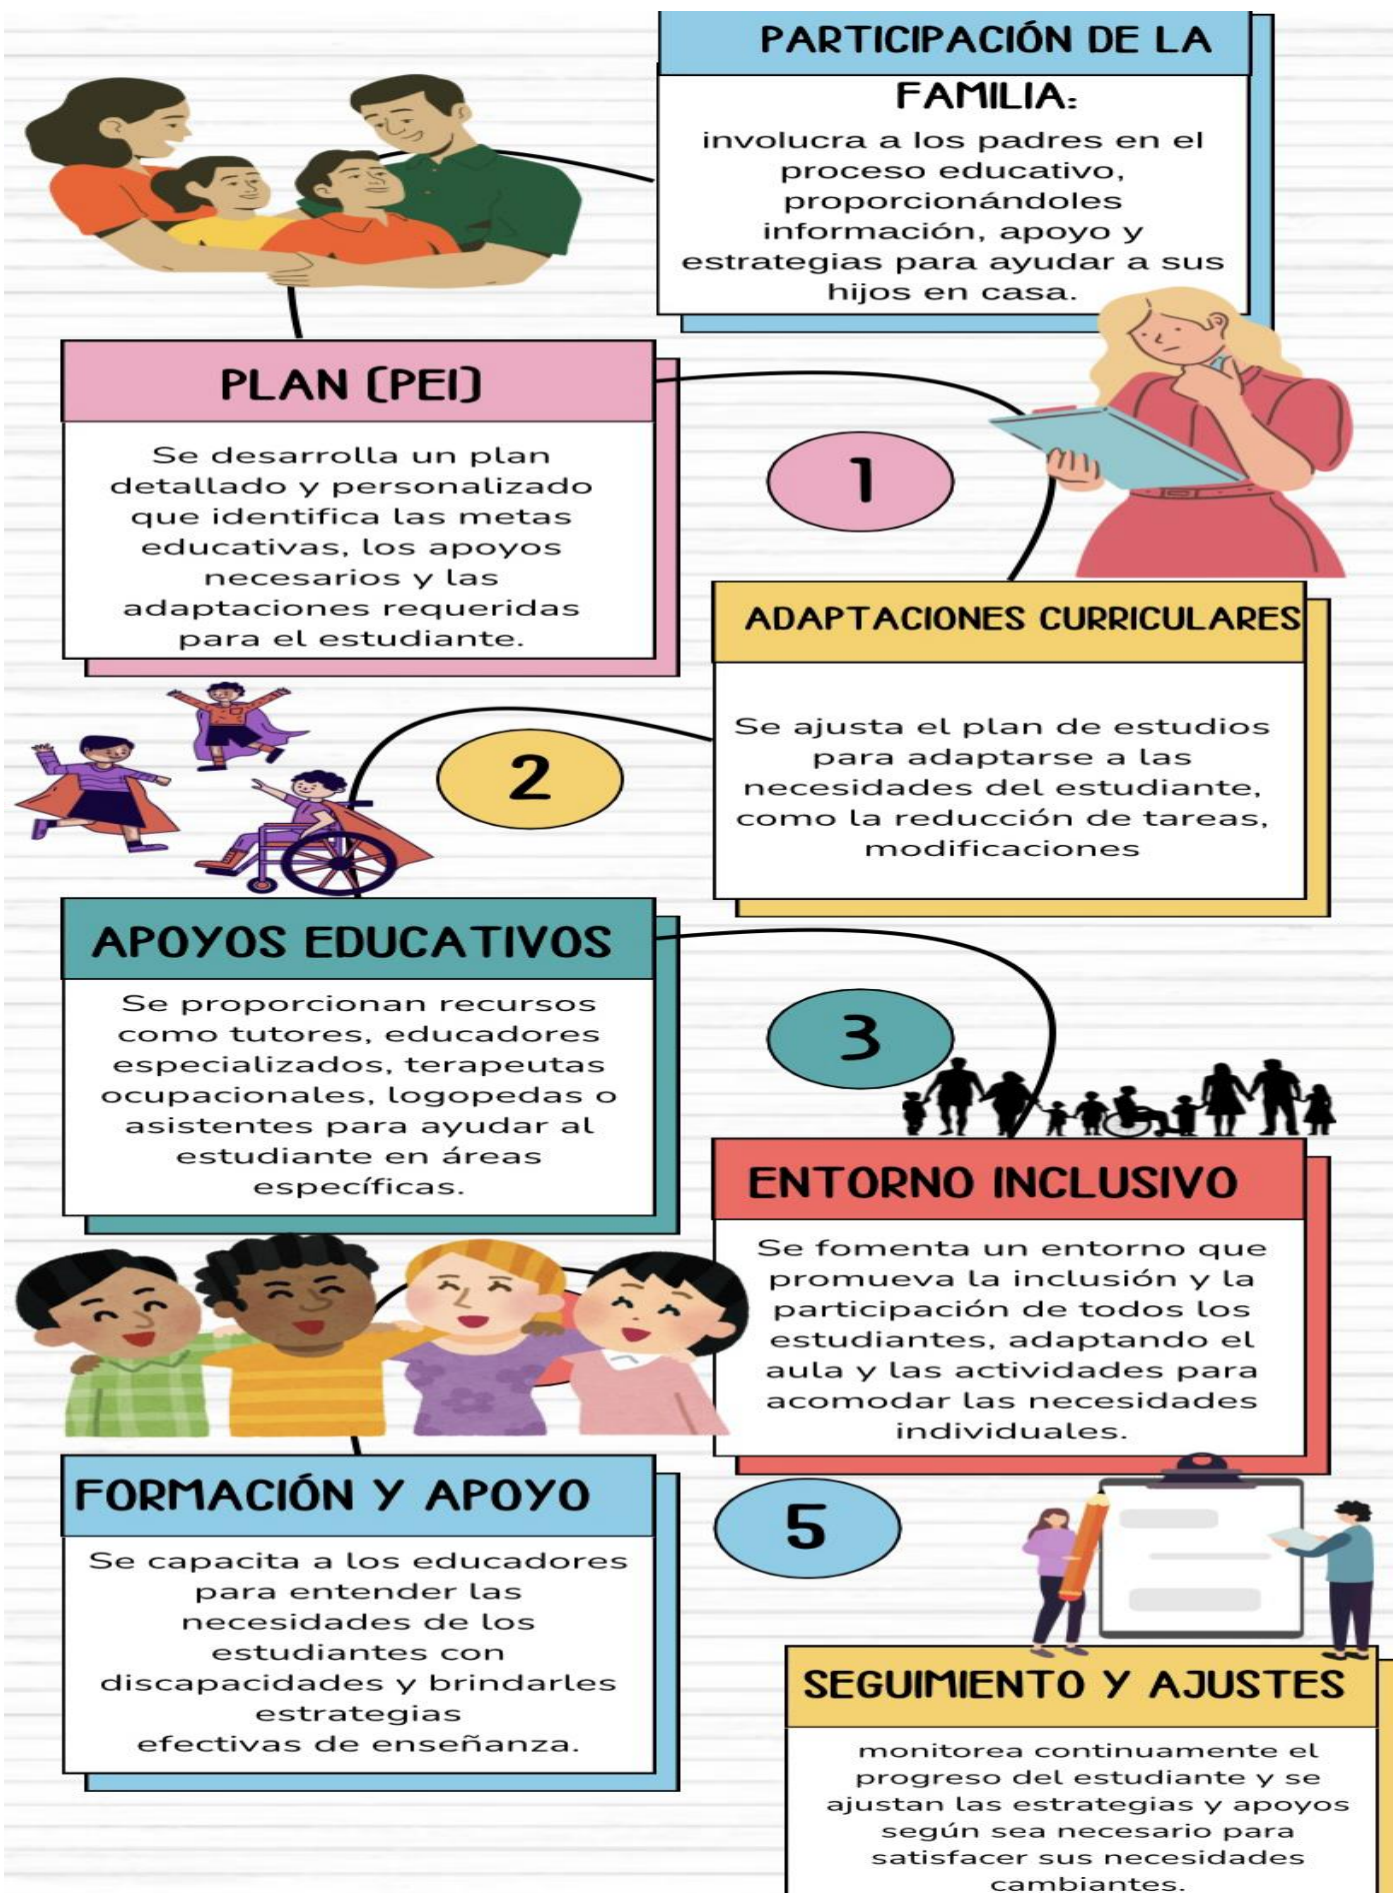 PARTICIPACIÓN DE LA
FAMILIA:
involucra a los padres en el
proceso educativo,
proporcionándoles
información, apoyo y
estrategias para ayudar a sus
hijos en casa.
PLAN (PEI)
Se desarrolla un plan
detallado y personalizado
que identifica las metas
educativas, los apoyos
necesarios y las
adaptaciones requeridas
para el estudiante.
1
ADAPTACIONES CURRICULARES
Se ajusta el plan de estudios
para adaptarse a las
necesidades del estudiante,
como la reducción de tareas,
modificaciones
2
APOYOS EDUCATIVOS
Se proporcionan recursos
como tutores, educadores
especializados, terapeutas
ocupacionales, logopedas o
asistentes para ayudar al
estudiante en áreas
específicas.
3
ENTORNO INCLUSIVO
Se fomenta un entorno que
promueva la inclusión y la
participación de todos los
estudiantes, adaptando el
aula y las actividades para
acomodar las necesidades
individuales.
FORMACIÓN Y APOYO
Se capacita a los educadores
para entender las
necesidades de los
estudiantes con
discapacidades y brindarles
estrategias
efectivas de enseñanza.
5
SEGUIMIENTO Y AJUSTES
monitorea continuamente el
progreso del estudiante y se
ajustan las estrategias y apoyos
según sea necesario para
satisfacer sus necesidades
cambiantes.